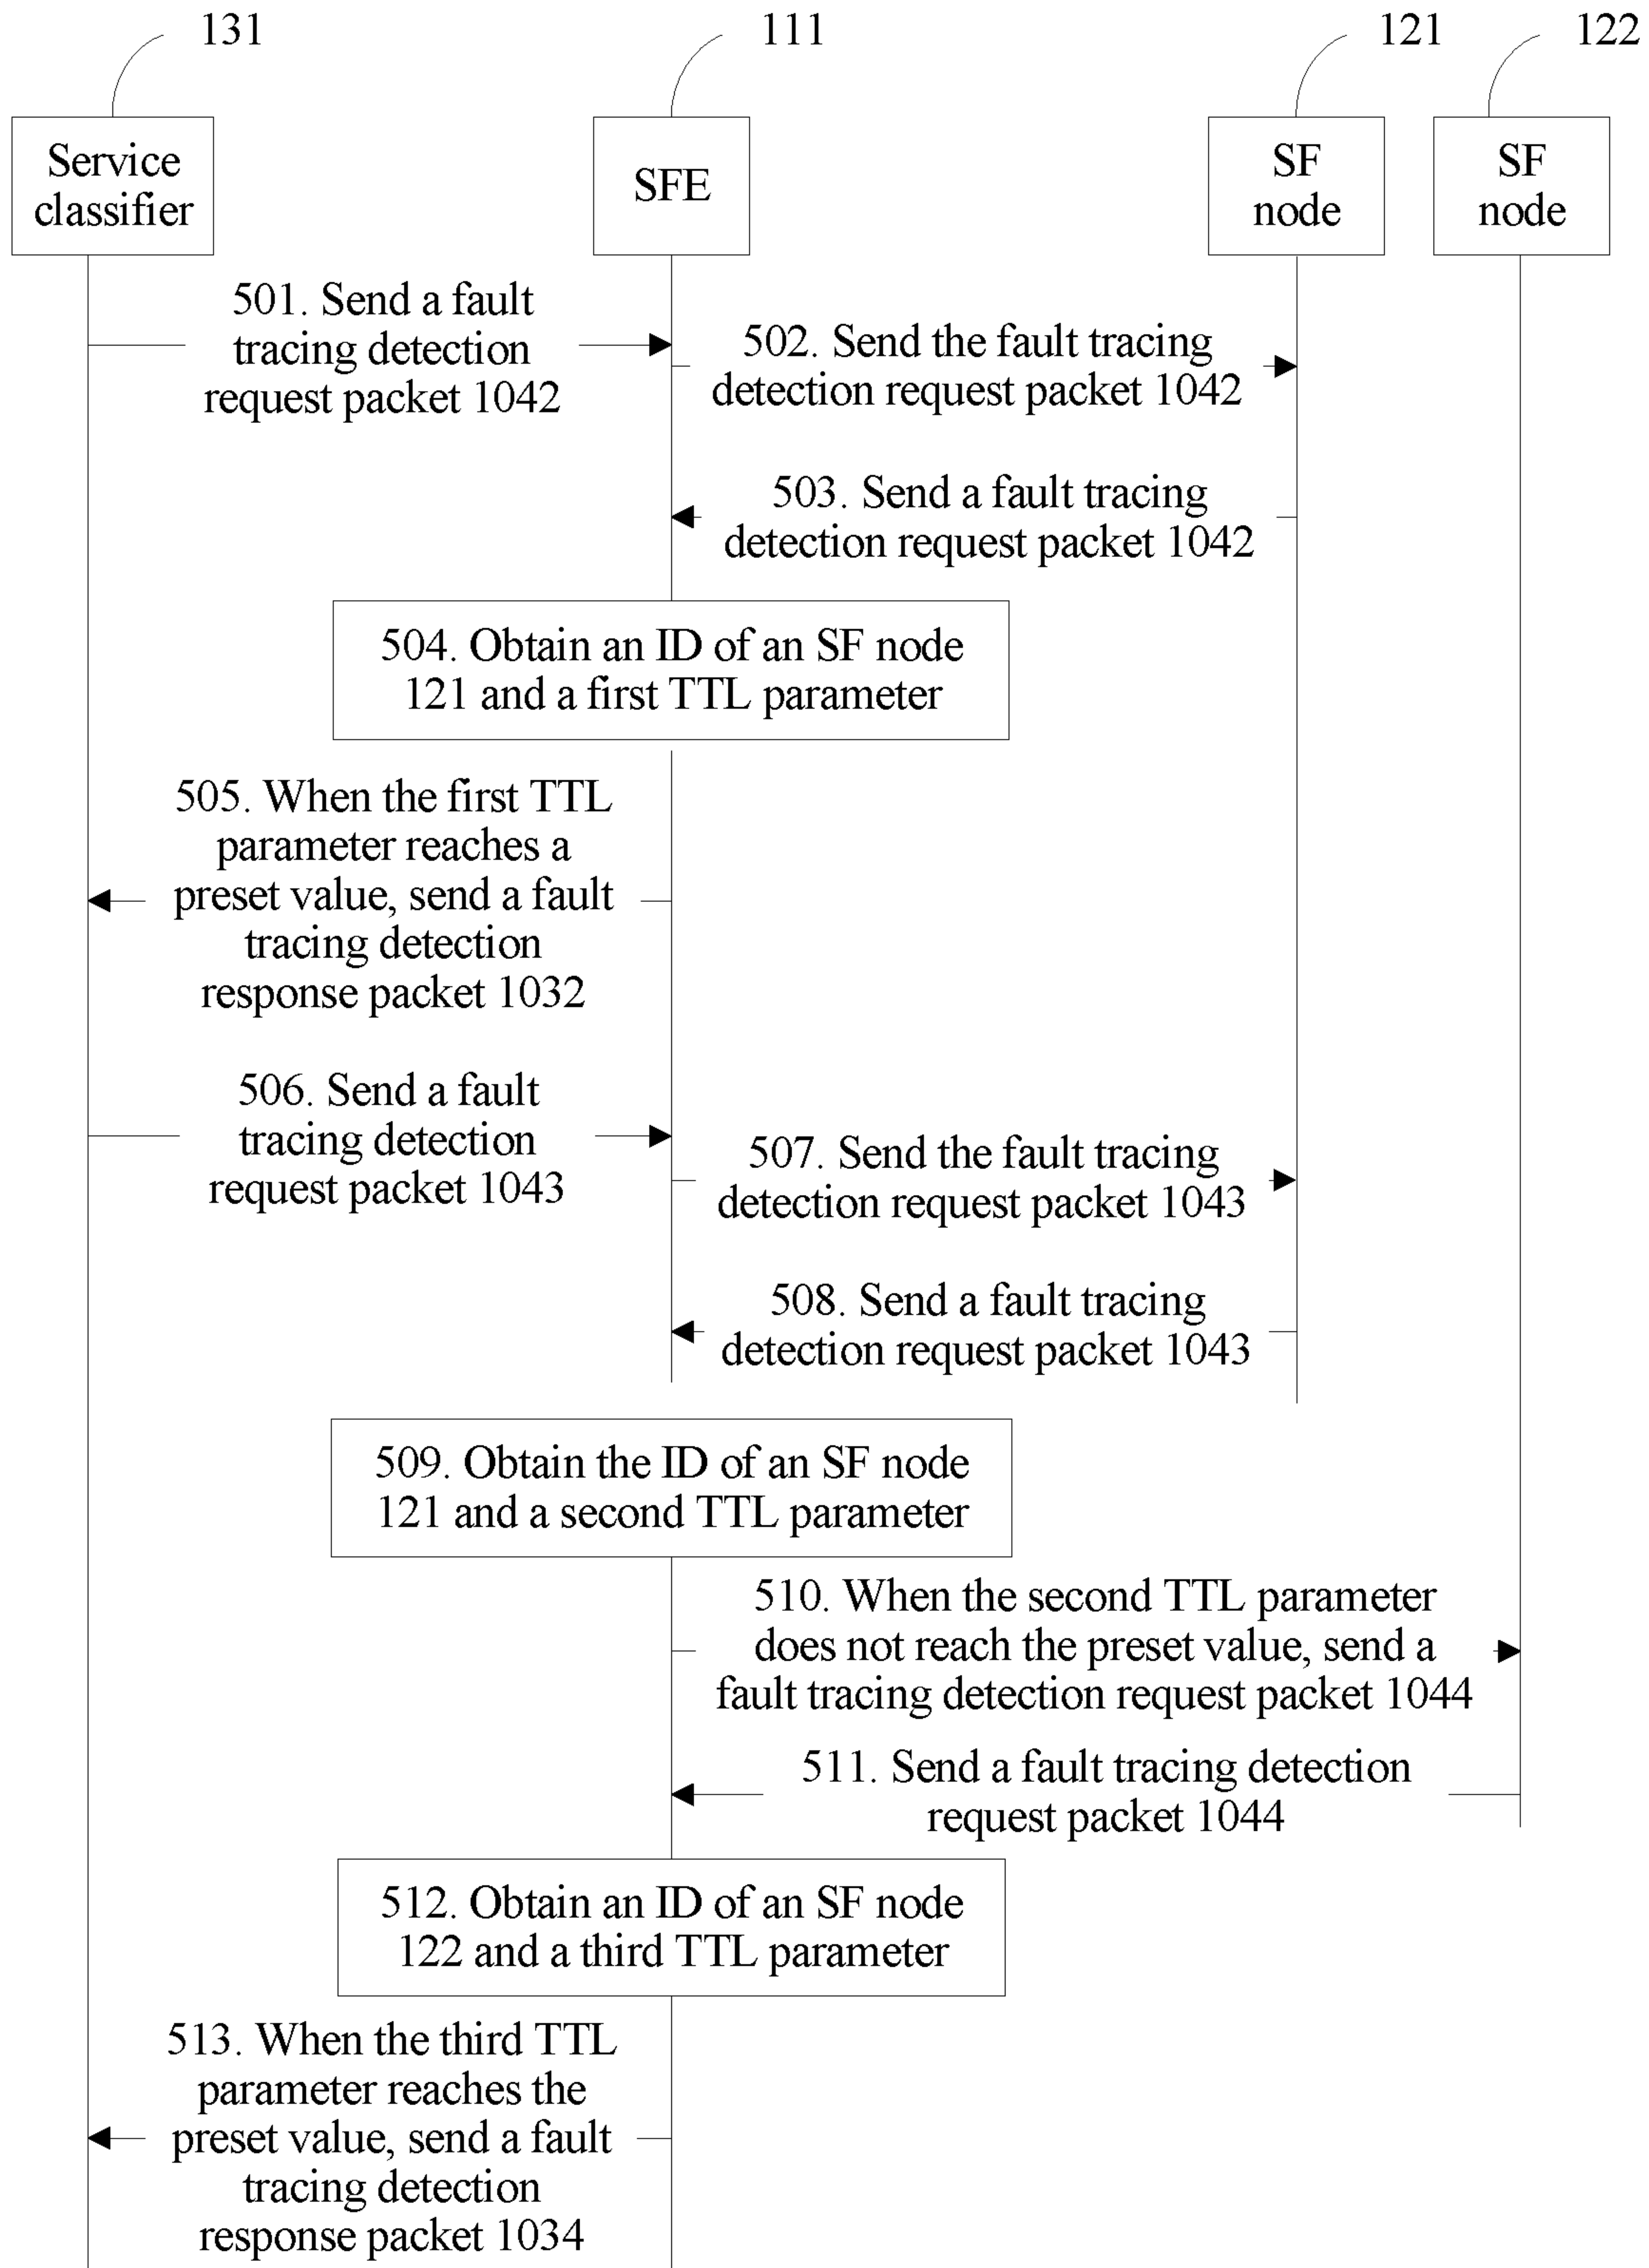 131
111
121
122
Service
classifier
SFE
SF
node
SF
node
501. Send a fault
tracing detection
request packet 1042
502. Send the fault tracing
detection request packet 1042
503. Send a fault tracing
detection request packet 1042
504. Obtain an ID of an SF node
121 and a first TTL parameter
505. When the first TTL
parameter reaches a
preset value, send a fault
tracing detection
response packet 1032
506. Send a fault
tracing detection
request packet 1043
507. Send the fault tracing
detection request packet 1043
508. Send a fault tracing
detection request packet 1043
509. Obtain the ID of an SF node
121 and a second TTL parameter
510. When the second TTL parameter
does not reach the preset value, send a
fault tracing detection request packet 1044
511. Send a fault tracing detection
request packet 1044
512. Obtain an ID of an SF node
122 and a third TTL parameter
513. When the third TTL
parameter reaches the
preset value, send a fault
tracing detection
response packet 1034